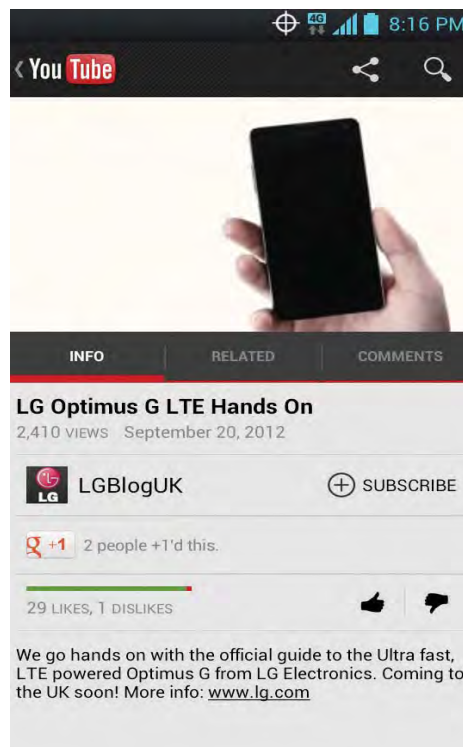 4G 8:16 PM
You Tube
INFO RELATED COMMENTS
LG Optimus G LTE Hands On
2,410 VIEWS September 20, 2012
LG LGBlogUK SUBSCRIBE
g +1 2 people +1'd this.
29 LIKES, 1 DISLIKES
We go hands on with the official guide to the Ultra fast,
LTE powered Optimus G from LG Electronics. Coming to
the UK soon! More info: www.lg.com